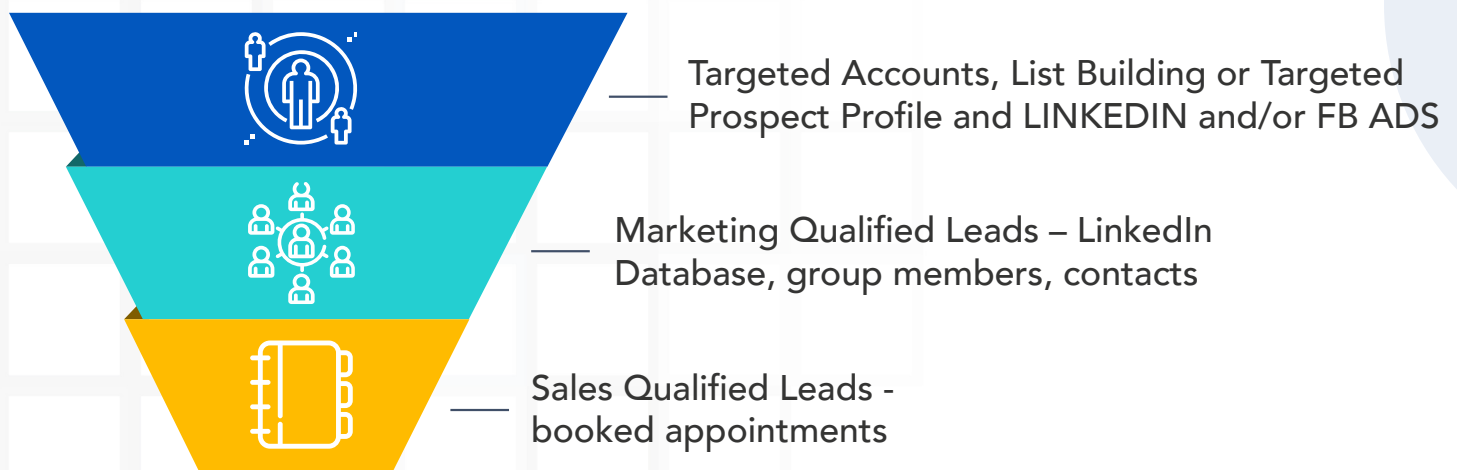 Targeted Accounts, List Building or Targeted
Prospect Profile and LINKEDIN and/or FB ADS
Marketing Qualified Leads – LinkedIn
Database, group members, contacts
Sales Qualified Leads -
booked appointments